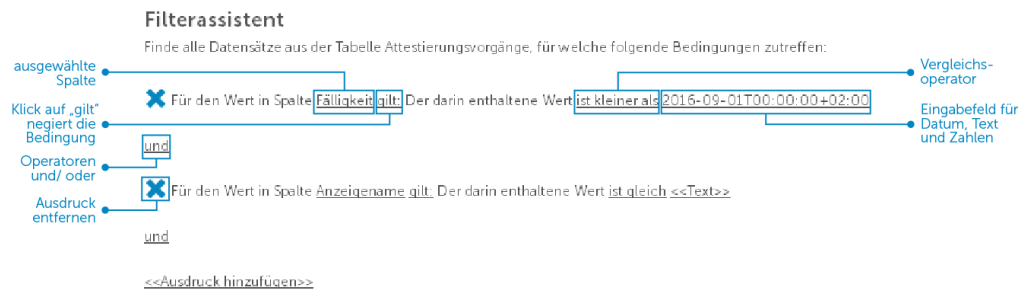 Filterassistent
Finde alle Datensätze aus der Tabelle Attestierungsvorgänge, für welche folgende Bedingungen zutreffen:
ausgewählte
Spalte
Vergleichs-
operator
Für den Wert in Spalte Fälligkeit gilt: Der darin enthaltene Wert ist kleiner als 2016-09-01T00:00:00+02:00
Klick auf „gilt“
negiert die
Bedingung
Eingabefeld für
Datum, Text
und Zahlen
und
Operatoren
und/ oder
Für den Wert in Spalte Anzeigename gilt: Der darin enthaltene Wert ist gleich <<Text>>
Ausdruck
entfernen
und
<<Ausdruck hinzufügen>>